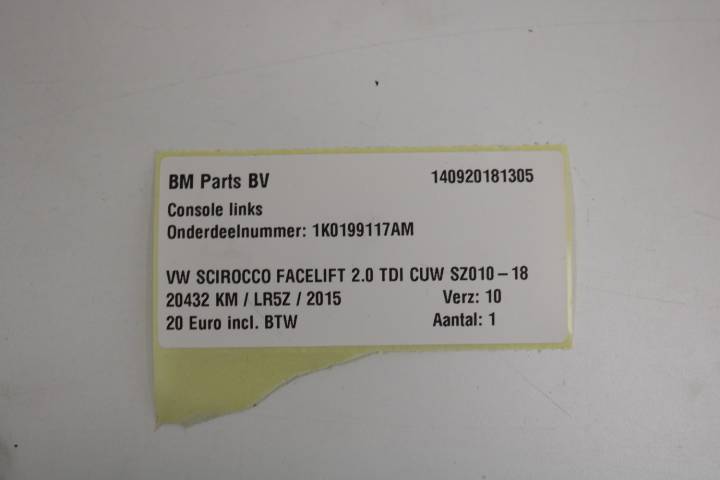 BM Parts BV 140920181305
Console links
Onderdeelnummer: 1K0199117AM
VW SCIROCCO FACELIFT 2.0 TDI CUW SZ010-18
20432 KM / LR5Z / 2015 Verz: 10
20 Euro incl. BTW Aantal: 1